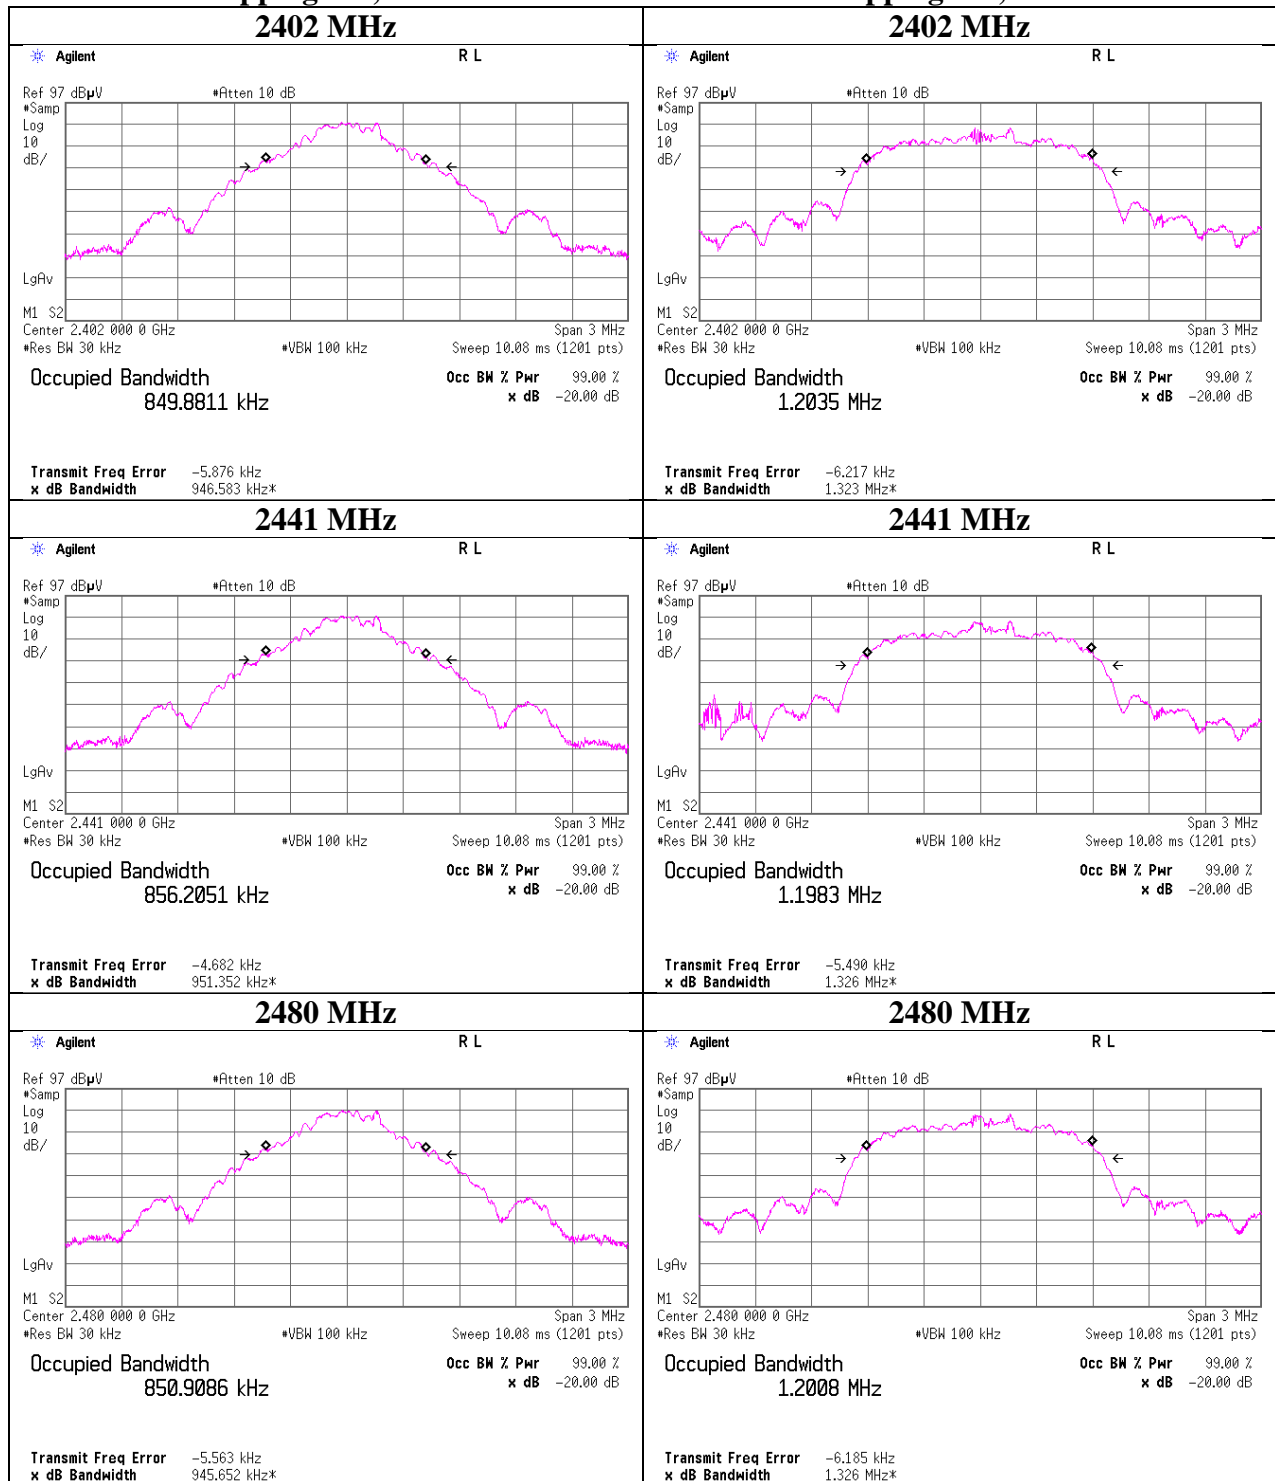 2402 MHz
2402 MHz
Agilent R L
Ref 97 dBµV #Atten 10 dB
#Samp
Log
10
dB/
LgAv
M1 S2
Center 2.402 000 0 GHz Span 3 MHz
#Res BW 30 kHz #VBW 100 kHz Sweep 10.08 ms (1201 pts)
Occupied Bandwidth Occ BW % Pwr 99.00 %
849.8811 kHz x dB -20.00 dB
Transmit Freq Error -5.876 kHz
x dB Bandwidth 946.583 kHz*
Agilent R L
Ref 97 dBµV #Atten 10 dB
#Samp
Log
10
dB/
LgAv
M1 S2
Center 2.402 000 0 GHz Span 3 MHz
#Res BW 30 kHz #VBW 100 kHz Sweep 10.08 ms (1201 pts)
Occupied Bandwidth Occ BW % Pwr 99.00 %
1.2035 MHz x dB -20.00 dB
Transmit Freq Error -6.217 kHz
x dB Bandwidth 1.323 MHz*
2441 MHz
2441 MHz
Agilent R L
Ref 97 dBµV #Atten 10 dB
#Samp
Log
10
dB/
LgAv
M1 S2
Center 2.441 000 0 GHz Span 3 MHz
#Res BW 30 kHz #VBW 100 kHz Sweep 10.08 ms (1201 pts)
Occupied Bandwidth Occ BW % Pwr 99.00 %
856.2051 kHz x dB -20.00 dB
Transmit Freq Error -4.682 kHz
x dB Bandwidth 951.352 kHz*
Agilent R L
Ref 97 dBµV #Atten 10 dB
#Samp
Log
10
dB/
LgAv
M1 S2
Center 2.441 000 0 GHz Span 3 MHz
#Res BW 30 kHz #VBW 100 kHz Sweep 10.08 ms (1201 pts)
Occupied Bandwidth Occ BW % Pwr 99.00 %
1.1983 MHz x dB -20.00 dB
Transmit Freq Error -5.490 kHz
x dB Bandwidth 1.326 MHz*
2480 MHz
2480 MHz
Agilent R L
Ref 97 dBµV #Atten 10 dB
#Samp
Log
10
dB/
LgAv
M1 S2
Center 2.480 000 0 GHz Span 3 MHz
#Res BW 30 kHz #VBW 100 kHz Sweep 10.08 ms (1201 pts)
Occupied Bandwidth Occ BW % Pwr 99.00 %
850.9086 kHz x dB -20.00 dB
Transmit Freq Error -5.563 kHz
x dB Bandwidth 945.652 kHz*
Agilent R L
Ref 97 dBµV #Atten 10 dB
#Samp
Log
10
dB/
LgAv
M1 S2
Center 2.480 000 0 GHz Span 3 MHz
#Res BW 30 kHz #VBW 100 kHz Sweep 10.08 ms (1201 pts)
Occupied Bandwidth Occ BW % Pwr 99.00 %
1.2008 MHz x dB -20.00 dB
Transmit Freq Error -6.185 kHz
x dB Bandwidth 1.326 MHz*